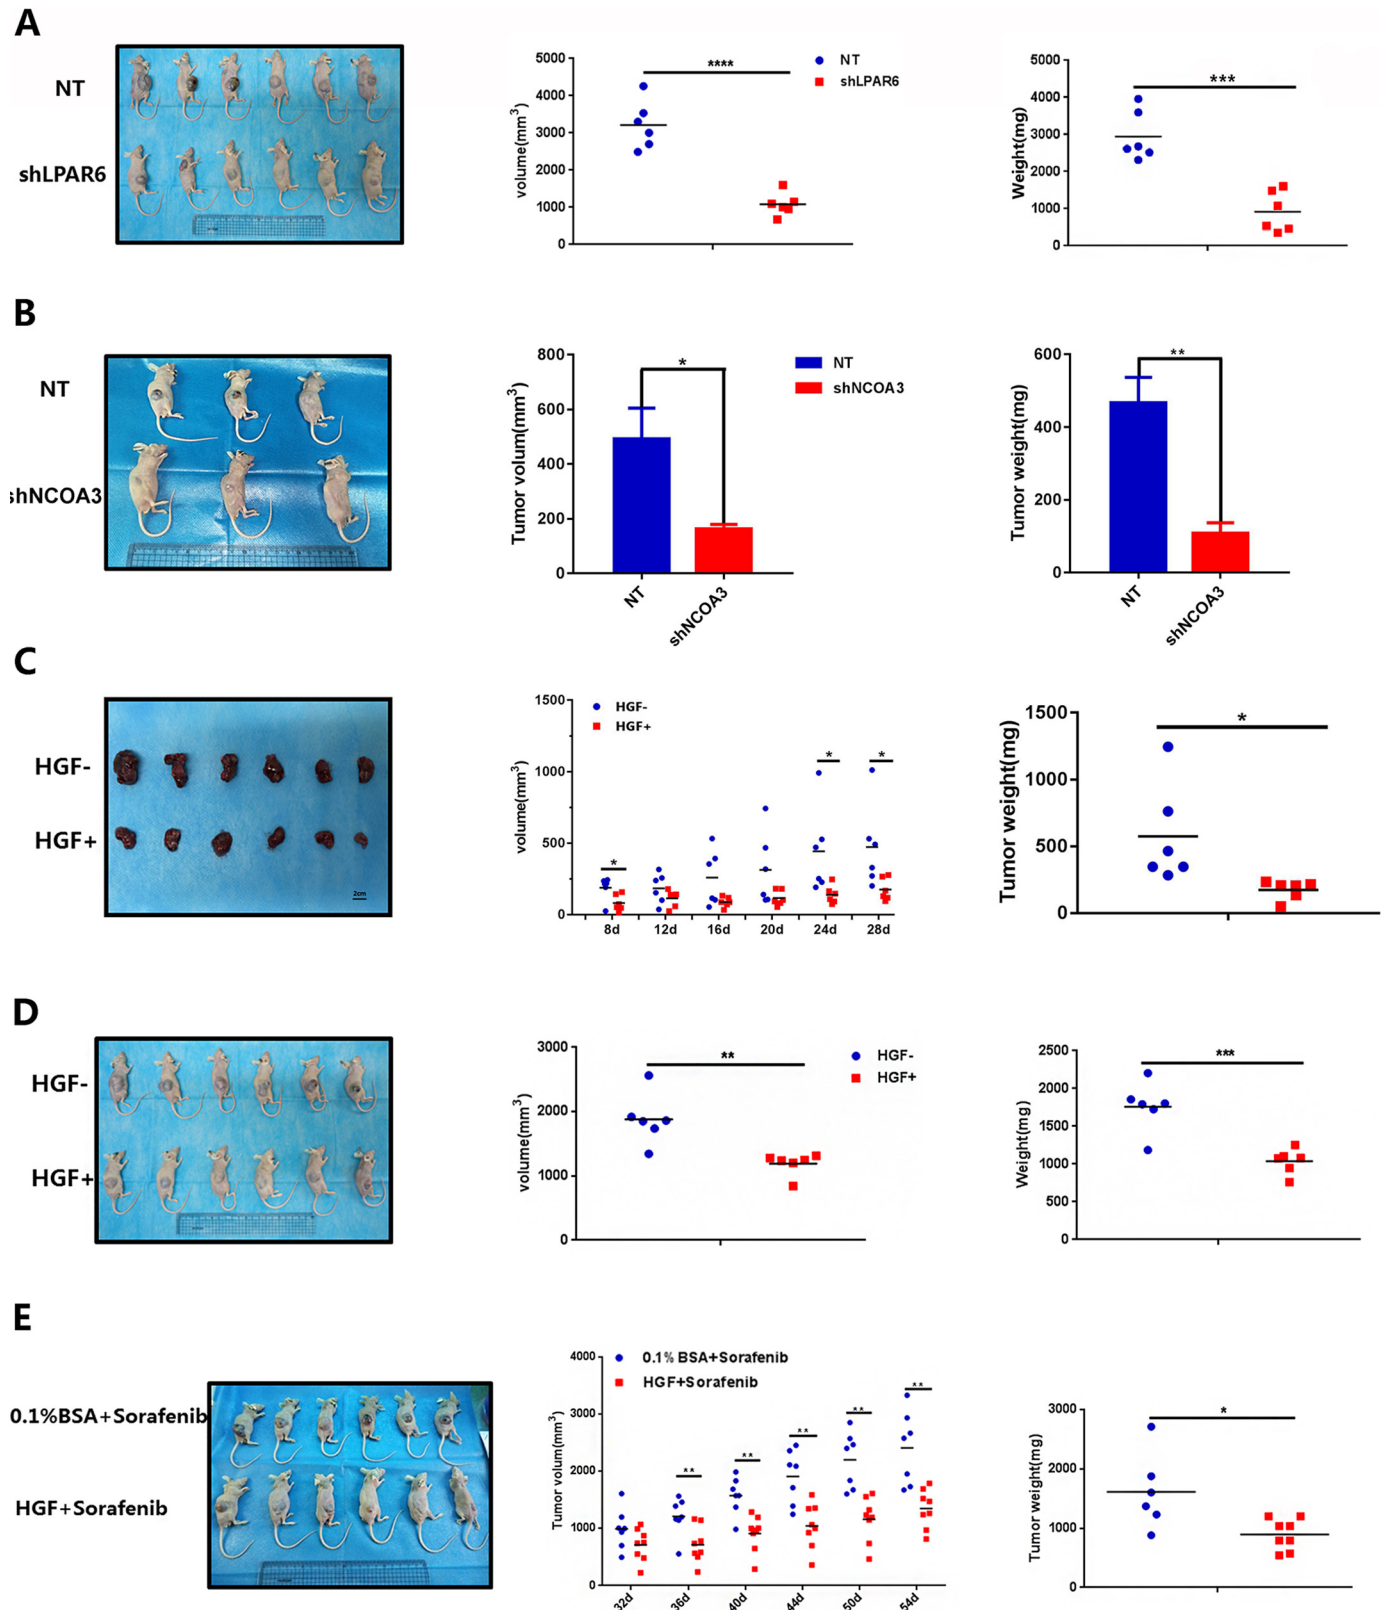 A
NT
shLPAR6
volume(mm³)
5000
4000
3000
2000
1000
0
****
NT
shLPAR6
Weight(mg)
5000
4000
3000
2000
1000
0
***
B
NT
shNCOA3
Tumor volum(mm³)
800
600
400
200
0
*
NT
shNCOA3
NT
shNCOA3
Tumor weight(mg)
600
400
200
0
**
NT
shNCOA3
C
HGF-
HGF+
2cm
volume(mm³)
1500
1000
500
0
HGF-
HGF+
*
*
*
8d 12d 16d 20d 24d 28d
Tumor weight(mg)
1500
1000
500
0
*
D
HGF-
HGF+
volume(mm³)
3000
2000
1000
0
**
HGF-
HGF+
Weight(mg)
2500
2000
1500
1000
500
0
***
E
0.1%BSA+Sorafenib
HGF+Sorafenib
Tumor volum(mm³)
4000
3000
2000
1000
0
0.1% BSA+Sorafenib
HGF+Sorafenib
**
**
**
**
**
32d 36d 40d 44d 50d 54d
Tumor weight(mg)
3000
2000
1000
0
*